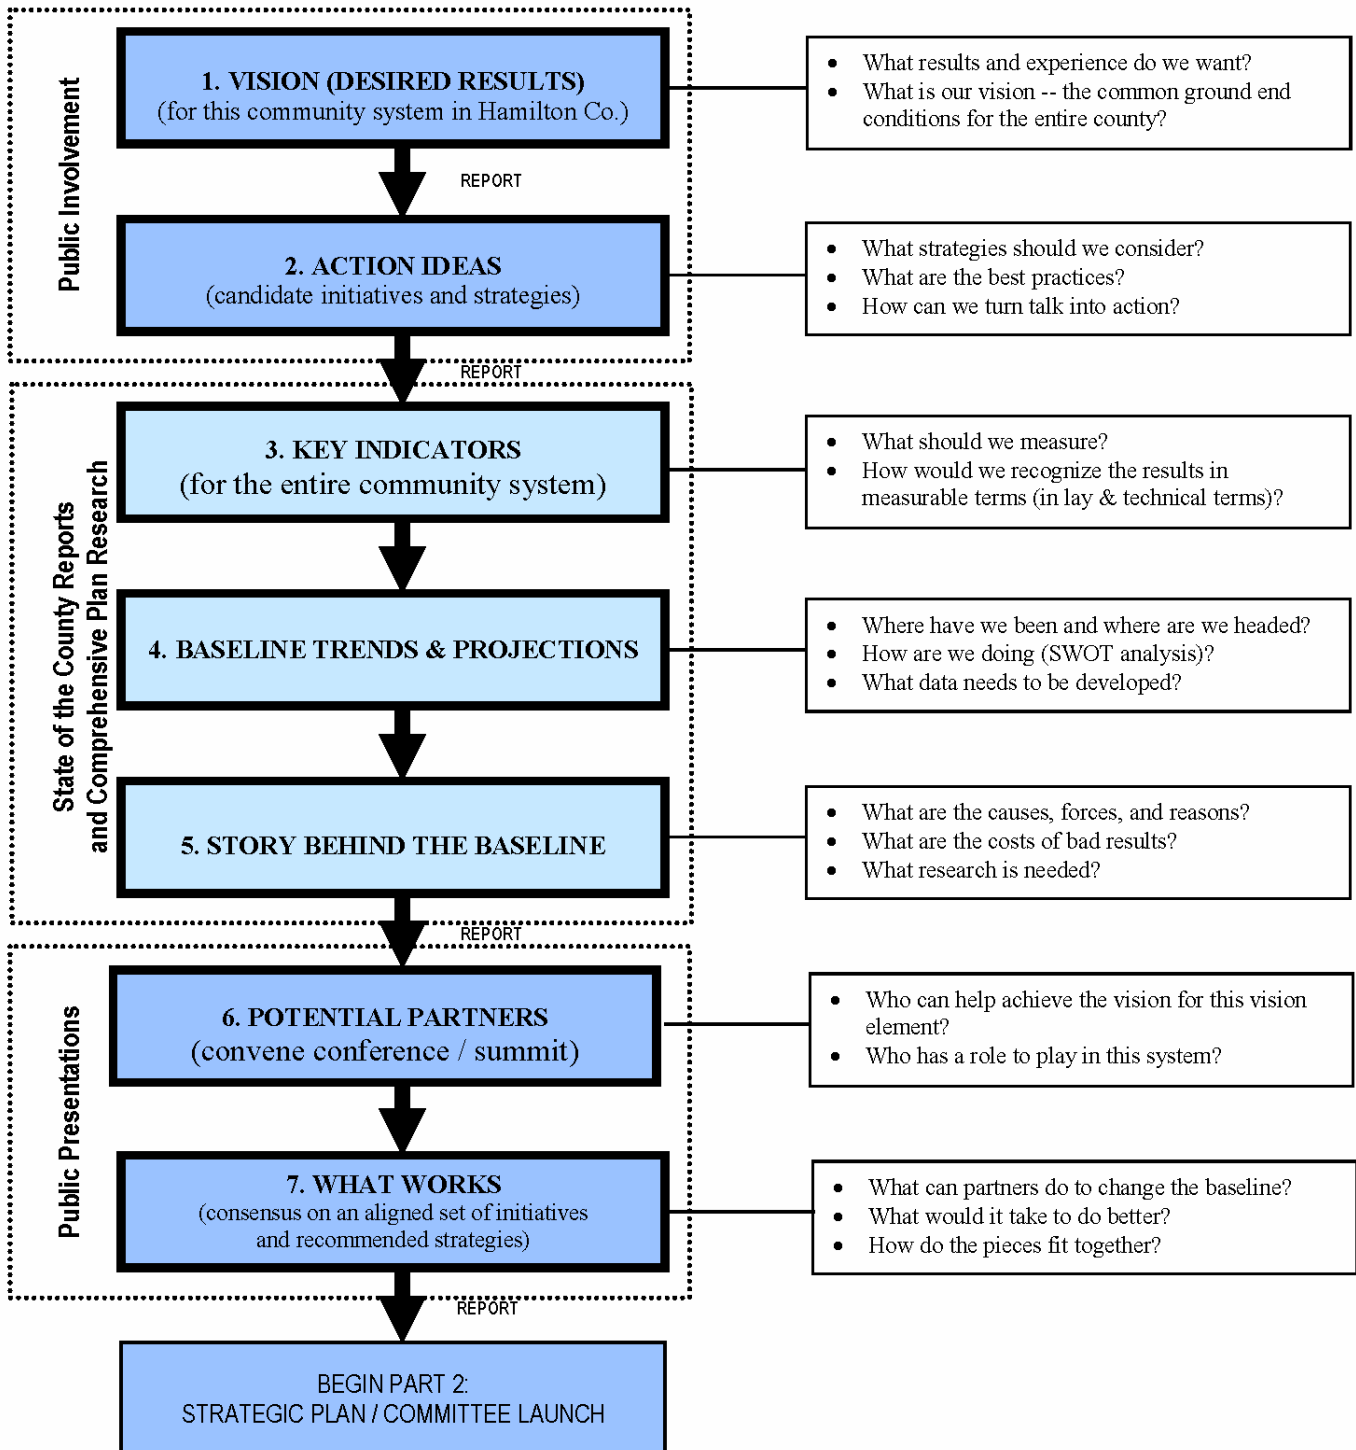 Public Involvement
1. VISION (DESIRED RESULTS)
(for this community system in Hamilton Co.)
• What results and experience do we want?
• What is our vision -- the common ground end
conditions for the entire county?
REPORT
2. ACTION IDEAS
(candidate initiatives and strategies)
• What strategies should we consider?
• What are the best practices?
• How can we turn talk into action?
REPORT
State of the County Reports
and Comprehensive Plan Research
3. KEY INDICATORS
(for the entire community system)
• What should we measure?
• How would we recognize the results in
measurable terms (in lay & technical terms)?
4. BASELINE TRENDS & PROJECTIONS
• Where have we been and where are we headed?
• How are we doing (SWOT analysis)?
• What data needs to be developed?
5. STORY BEHIND THE BASELINE
• What are the causes, forces, and reasons?
• What are the costs of bad results?
• What research is needed?
REPORT
Public Presentations
6. POTENTIAL PARTNERS
(convene conference / summit)
• Who can help achieve the vision for this vision
element?
• Who has a role to play in this system?
7. WHAT WORKS
(consensus on an aligned set of initiatives
and recommended strategies)
• What can partners do to change the baseline?
• What would it take to do better?
• How do the pieces fit together?
REPORT
BEGIN PART 2:
STRATEGIC PLAN / COMMITTEE LAUNCH